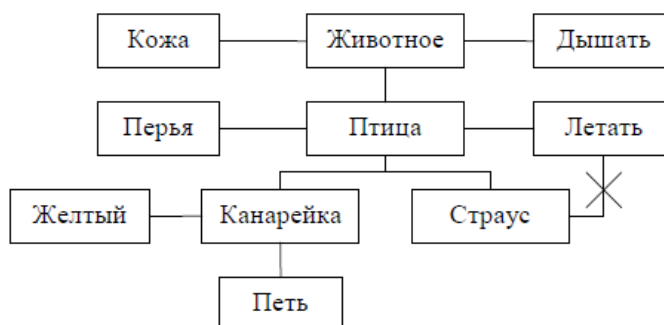 Кожа
Животное
Дышать
Перья
Птица
Летать
Желтый
Канарейка
Страус
Петь